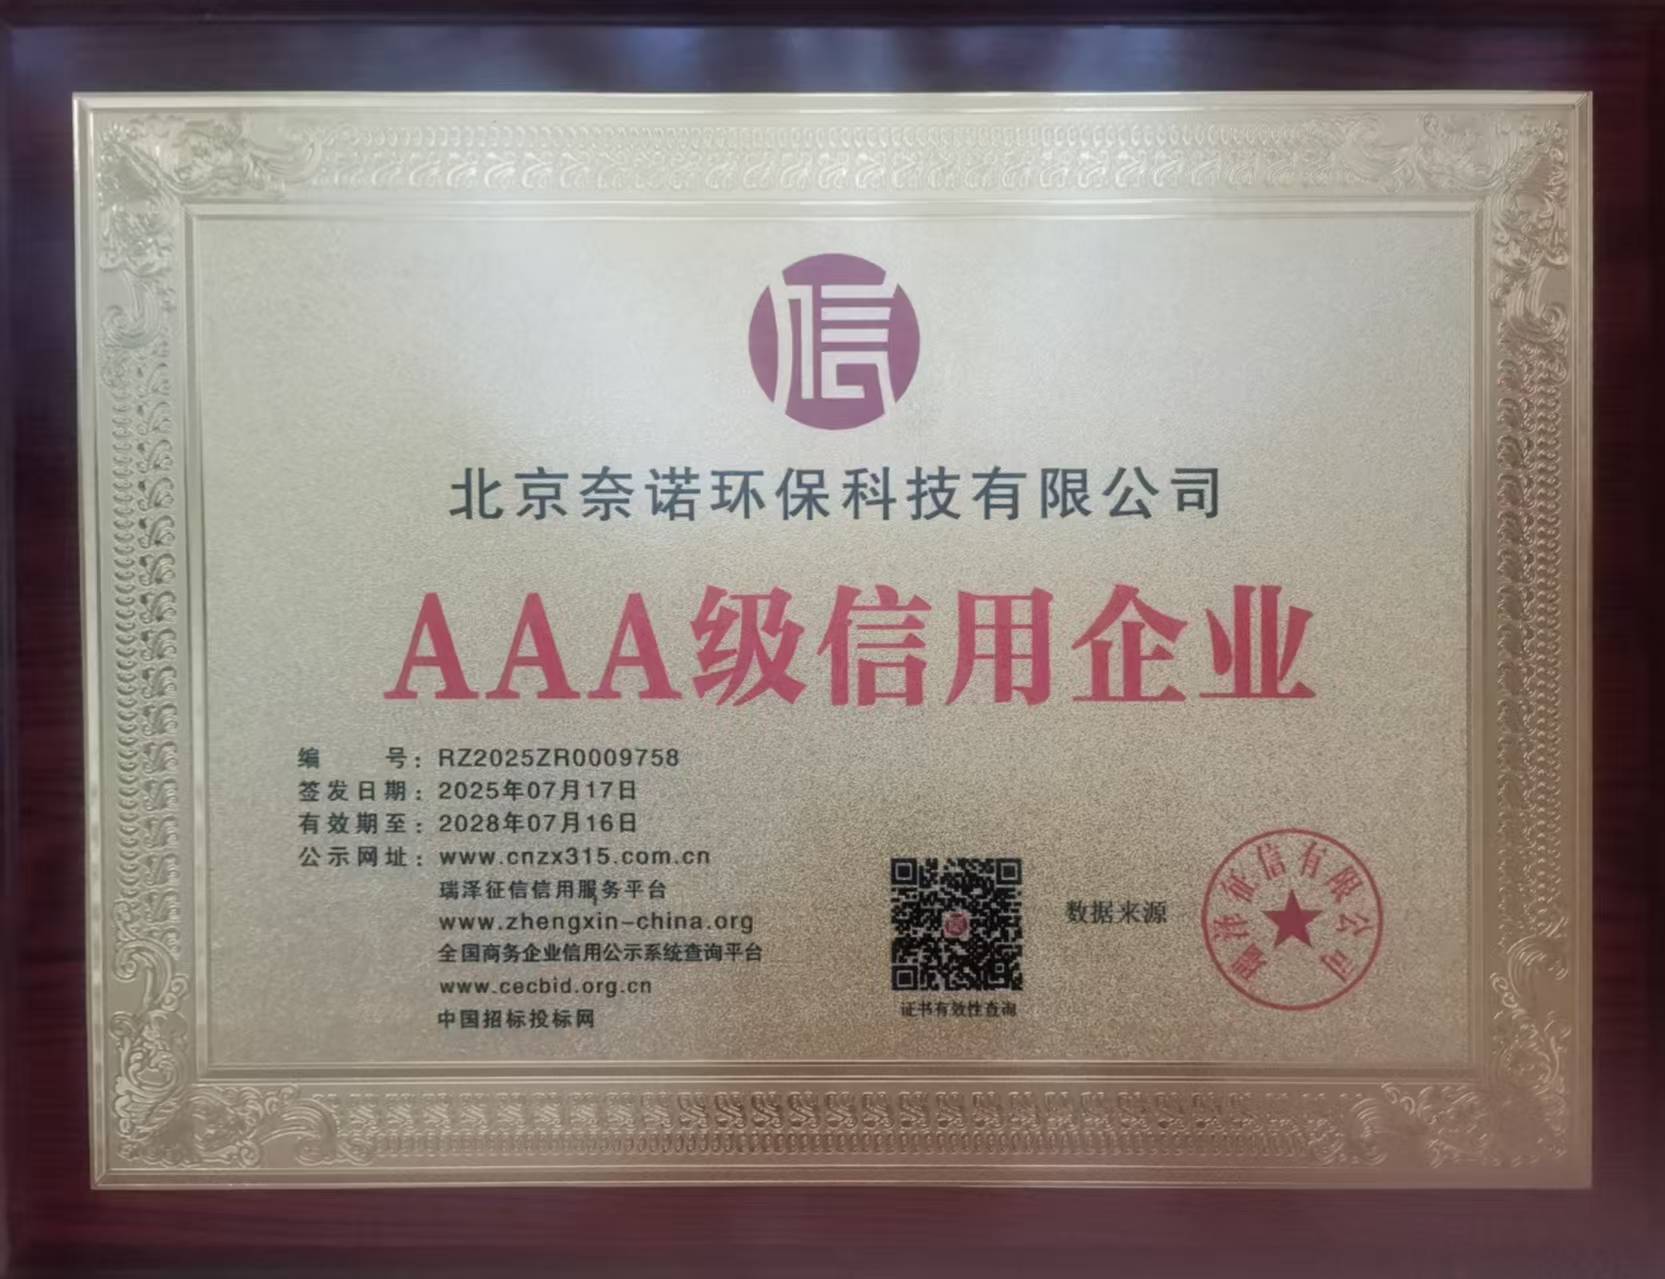 信
北京奈诺环保科技有限公司
AAA级信用企业
编 号：RZ2025ZR0009758
签发日期：2025年07月17日
有效期至：2028年07月16日
公示网址：www.cnzx315.com.cn
瑞泽征信信用服务平台
www.zhengxin-china.org
全国商务企业信用公示系统查询平台
www.cecbid.org.cn
中国招标投标网
证书有效性查询
数据来源
瑞泽征信有限公司